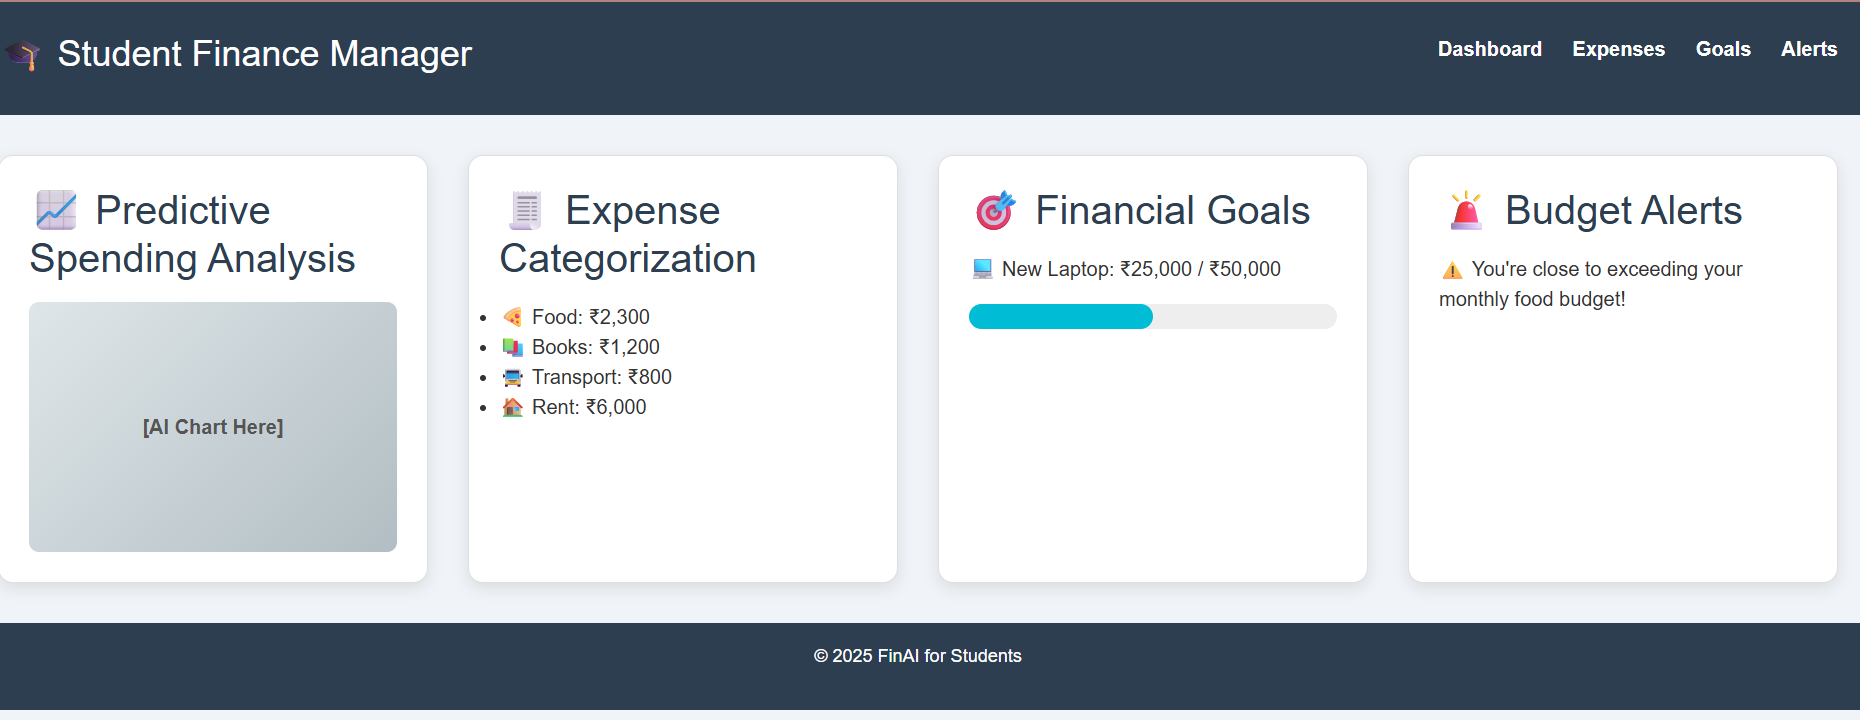 Student Finance Manager
Dashboard Expenses Goals Alerts
Predictive
Spending Analysis
[AI Chart Here]
Expense
Categorization
Food: ₹2,300
Books: ₹1,200
Transport: ₹800
Rent: ₹6,000
Financial Goals
New Laptop: ₹25,000 / ₹50,000
Budget Alerts
You're close to exceeding your
monthly food budget!
© 2025 FinAI for Students